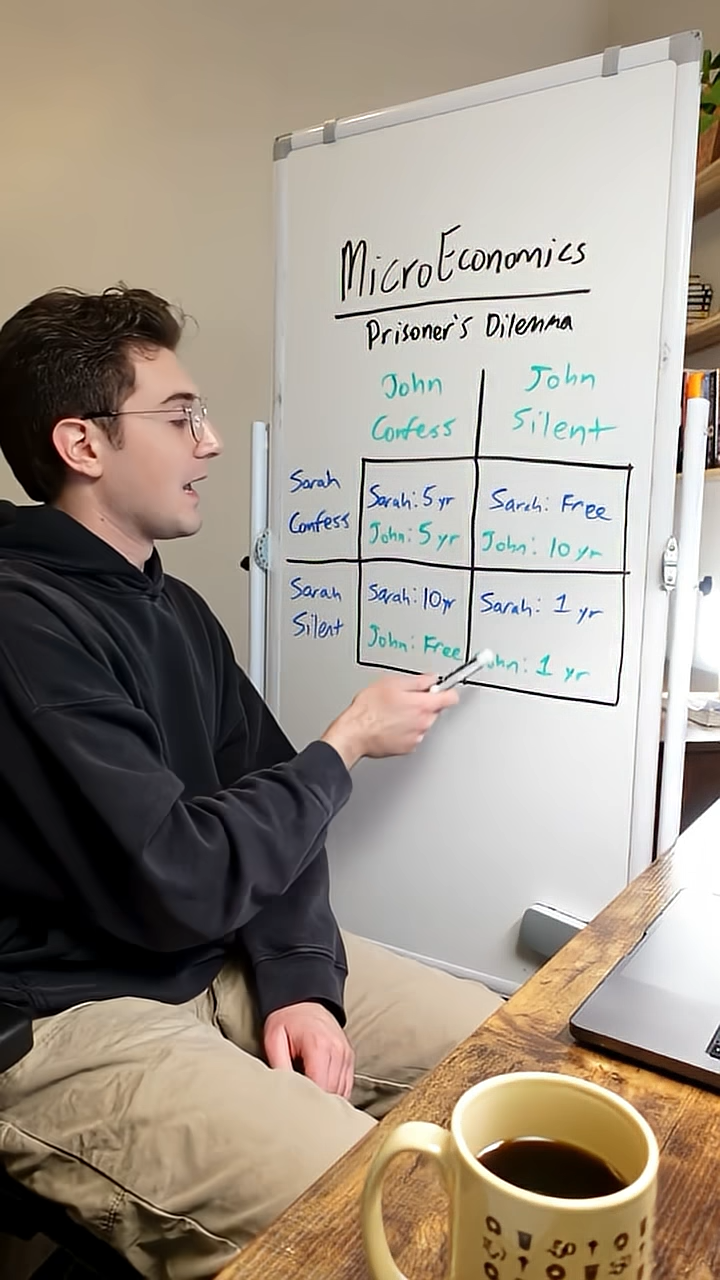 MicroEconomics
Prisoner's Dilemma
John
Confess
John
Silent
Sarah
Confess
Sarah: 5 yr
John: 5 yr
Sarah: Free
John: 10 yr
Sarah
Silent
Sarah: 10 yr
John: Free
Sarah: 1 yr
ohn: 1 yr